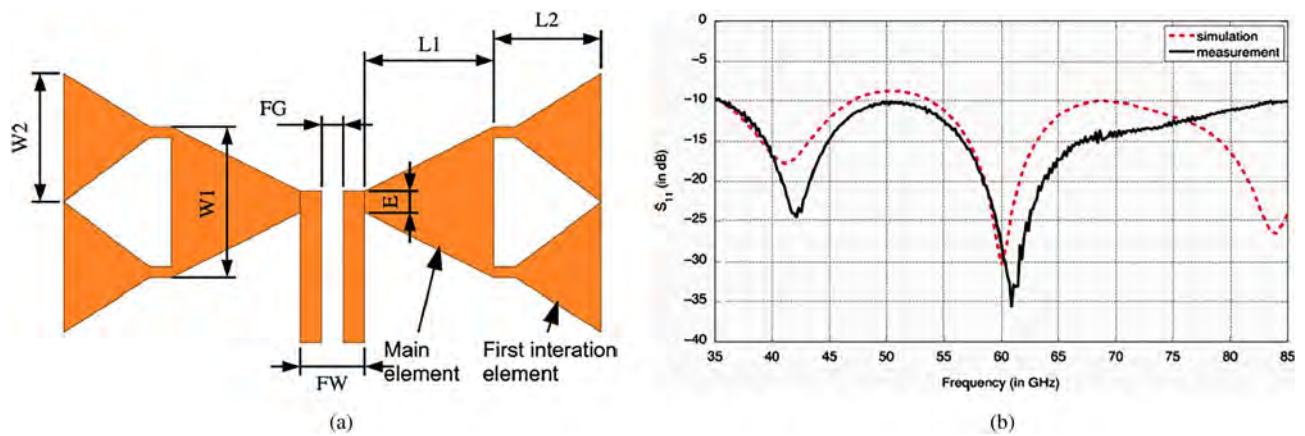 L2
L1
FG
W2
W1
E
Main
element
First interation
element
FW
(a)
simulation
measurement
0
−5
−10
−15
−20
−25
−30
−35
−40
S11 (in dB)
35 40 45 50 55 60 65 70 75 80 85
Frequency (in GHz)
(b)